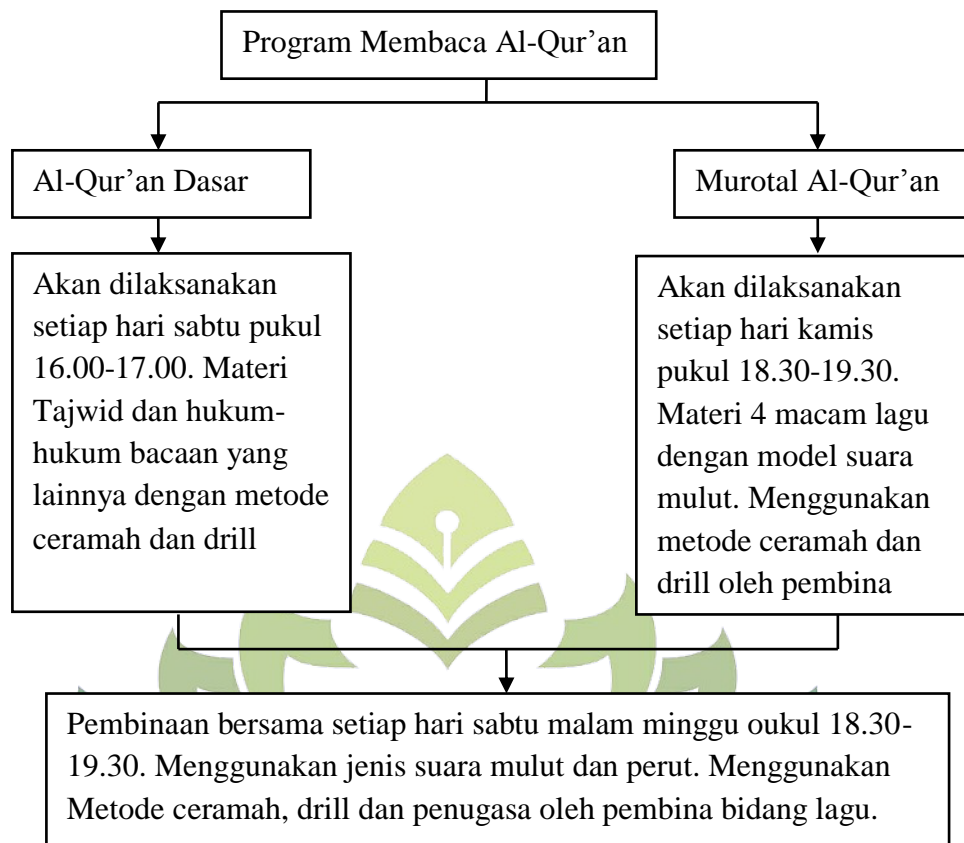 Program Membaca Al-Qur’an
Al-Qur’an Dasar
Murotal Al-Qur’an
Akan dilaksanakan
setiap hari sabtu pukul
16.00-17.00. Materi
Tajwid dan hukum-
hukum bacaan yang
lainnya dengan metode
ceramah dan drill
Akan dilaksanakan
setiap hari kamis
pukul 18.30-19.30.
Materi 4 macam lagu
dengan model suara
mulut. Menggunakan
metode ceramah dan
drill oleh pembina
Pembinaan bersama setiap hari sabtu malam minggu oukul 18.30-
19.30. Menggunakan jenis suara mulut dan perut. Menggunakan
Metode ceramah, drill dan penugasa oleh pembina bidang lagu.